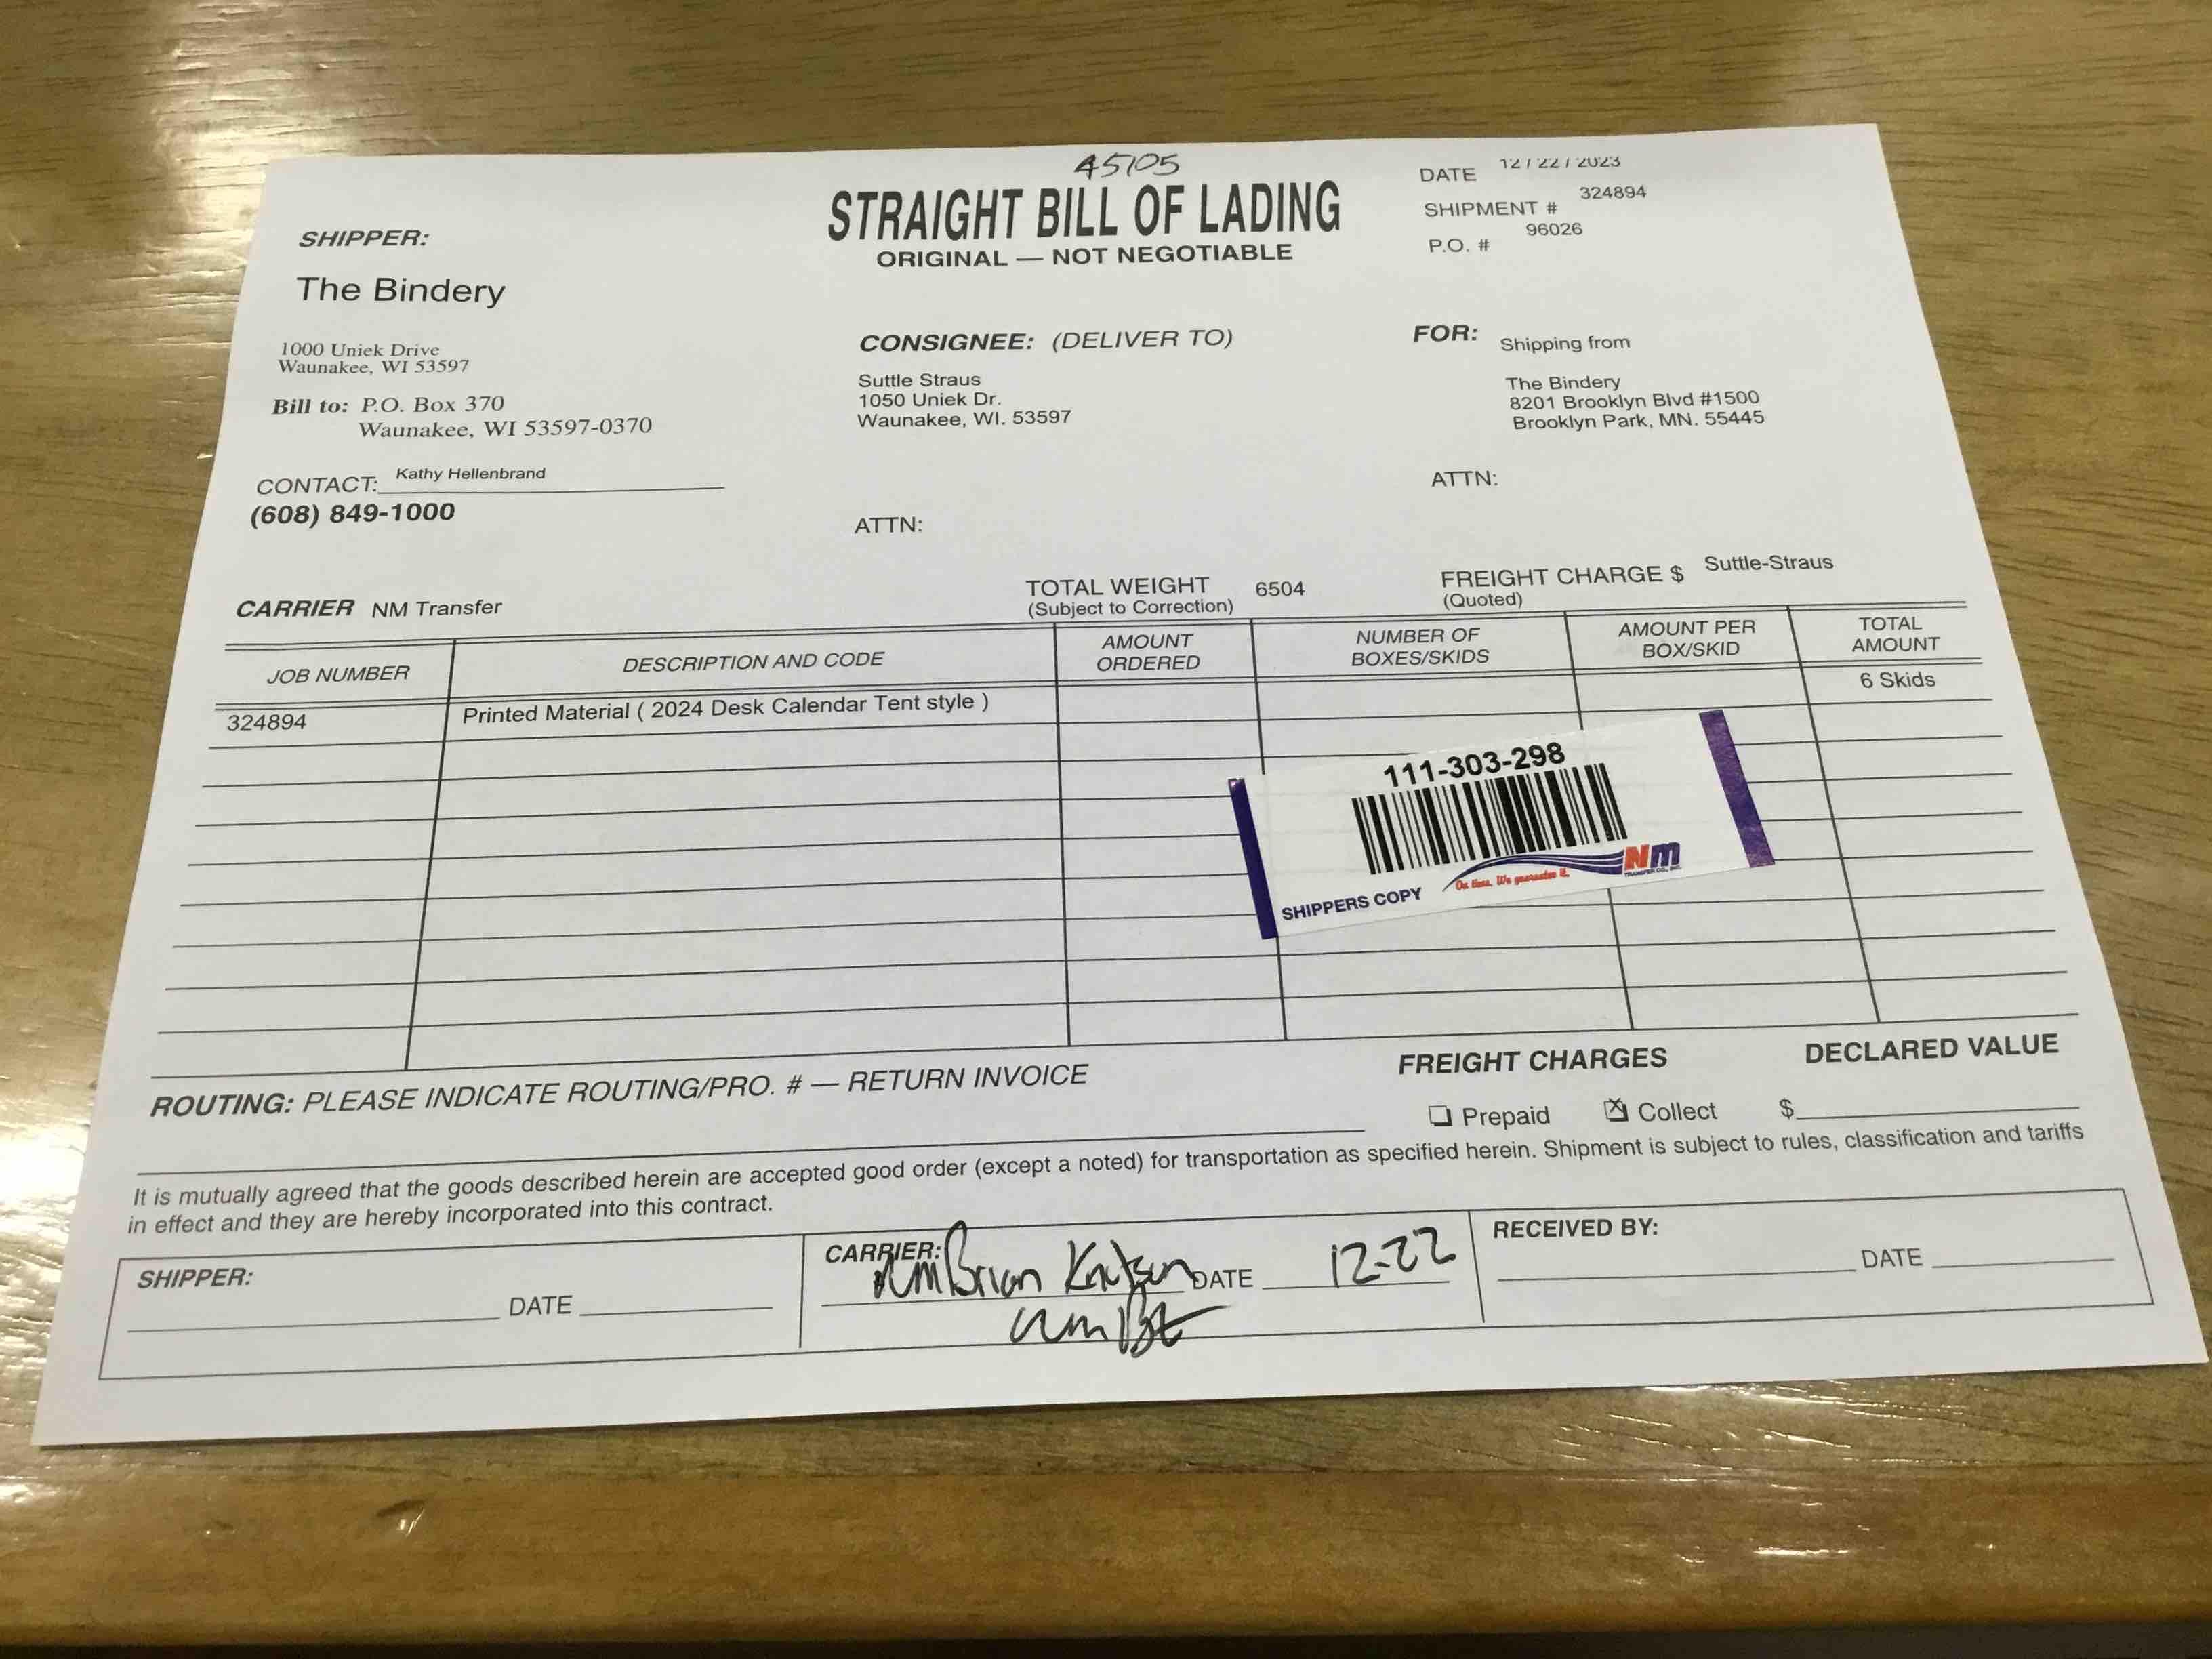 45105
STRAIGHT BILL OF LADING
ORIGINAL — NOT NEGOTIABLE
DATE 12 / 22 / 2023
SHIPMENT # 324894
P.O. # 96026
SHIPPER:
The Bindery
1000 Uniek Drive
Waunakee, WI 53597
Bill to: P.O. Box 370
Waunakee, WI 53597-0370
CONTACT: Kathy Hellenbrand
(608) 849-1000
CONSIGNEE: (DELIVER TO)
Suttle Straus
1050 Uniek Dr.
Waunakee, WI. 53597
ATTN:
FOR: Shipping from
The Bindery
8201 Brooklyn Blvd #1500
Brooklyn Park, MN. 55445
ATTN:
CARRIER NM Transfer
TOTAL WEIGHT 6504
(Subject to Correction)
FREIGHT CHARGE $ Suttle-Straus
(Quoted)
JOB NUMBER
DESCRIPTION AND CODE
AMOUNT
ORDERED
NUMBER OF
BOXES/SKIDS
AMOUNT PER
BOX/SKID
TOTAL
AMOUNT
324894 Printed Material ( 2024 Desk Calendar Tent style ) 6 Skids
111-303-298
SHIPPERS COPY
On time. We guarantee it.
Nm
TRANSFER CO., INC.
ROUTING: PLEASE INDICATE ROUTING/PRO. # — RETURN INVOICE
FREIGHT CHARGES
Prepaid Collect
DECLARED VALUE
$
It is mutually agreed that the goods described herein are accepted good order (except a noted) for transportation as specified herein. Shipment is subject to rules, classification and tariffs
in effect and they are hereby incorporated into this contract.
SHIPPER:
DATE
CARRIER: Brian
DATE 12-22
RECEIVED BY:
DATE